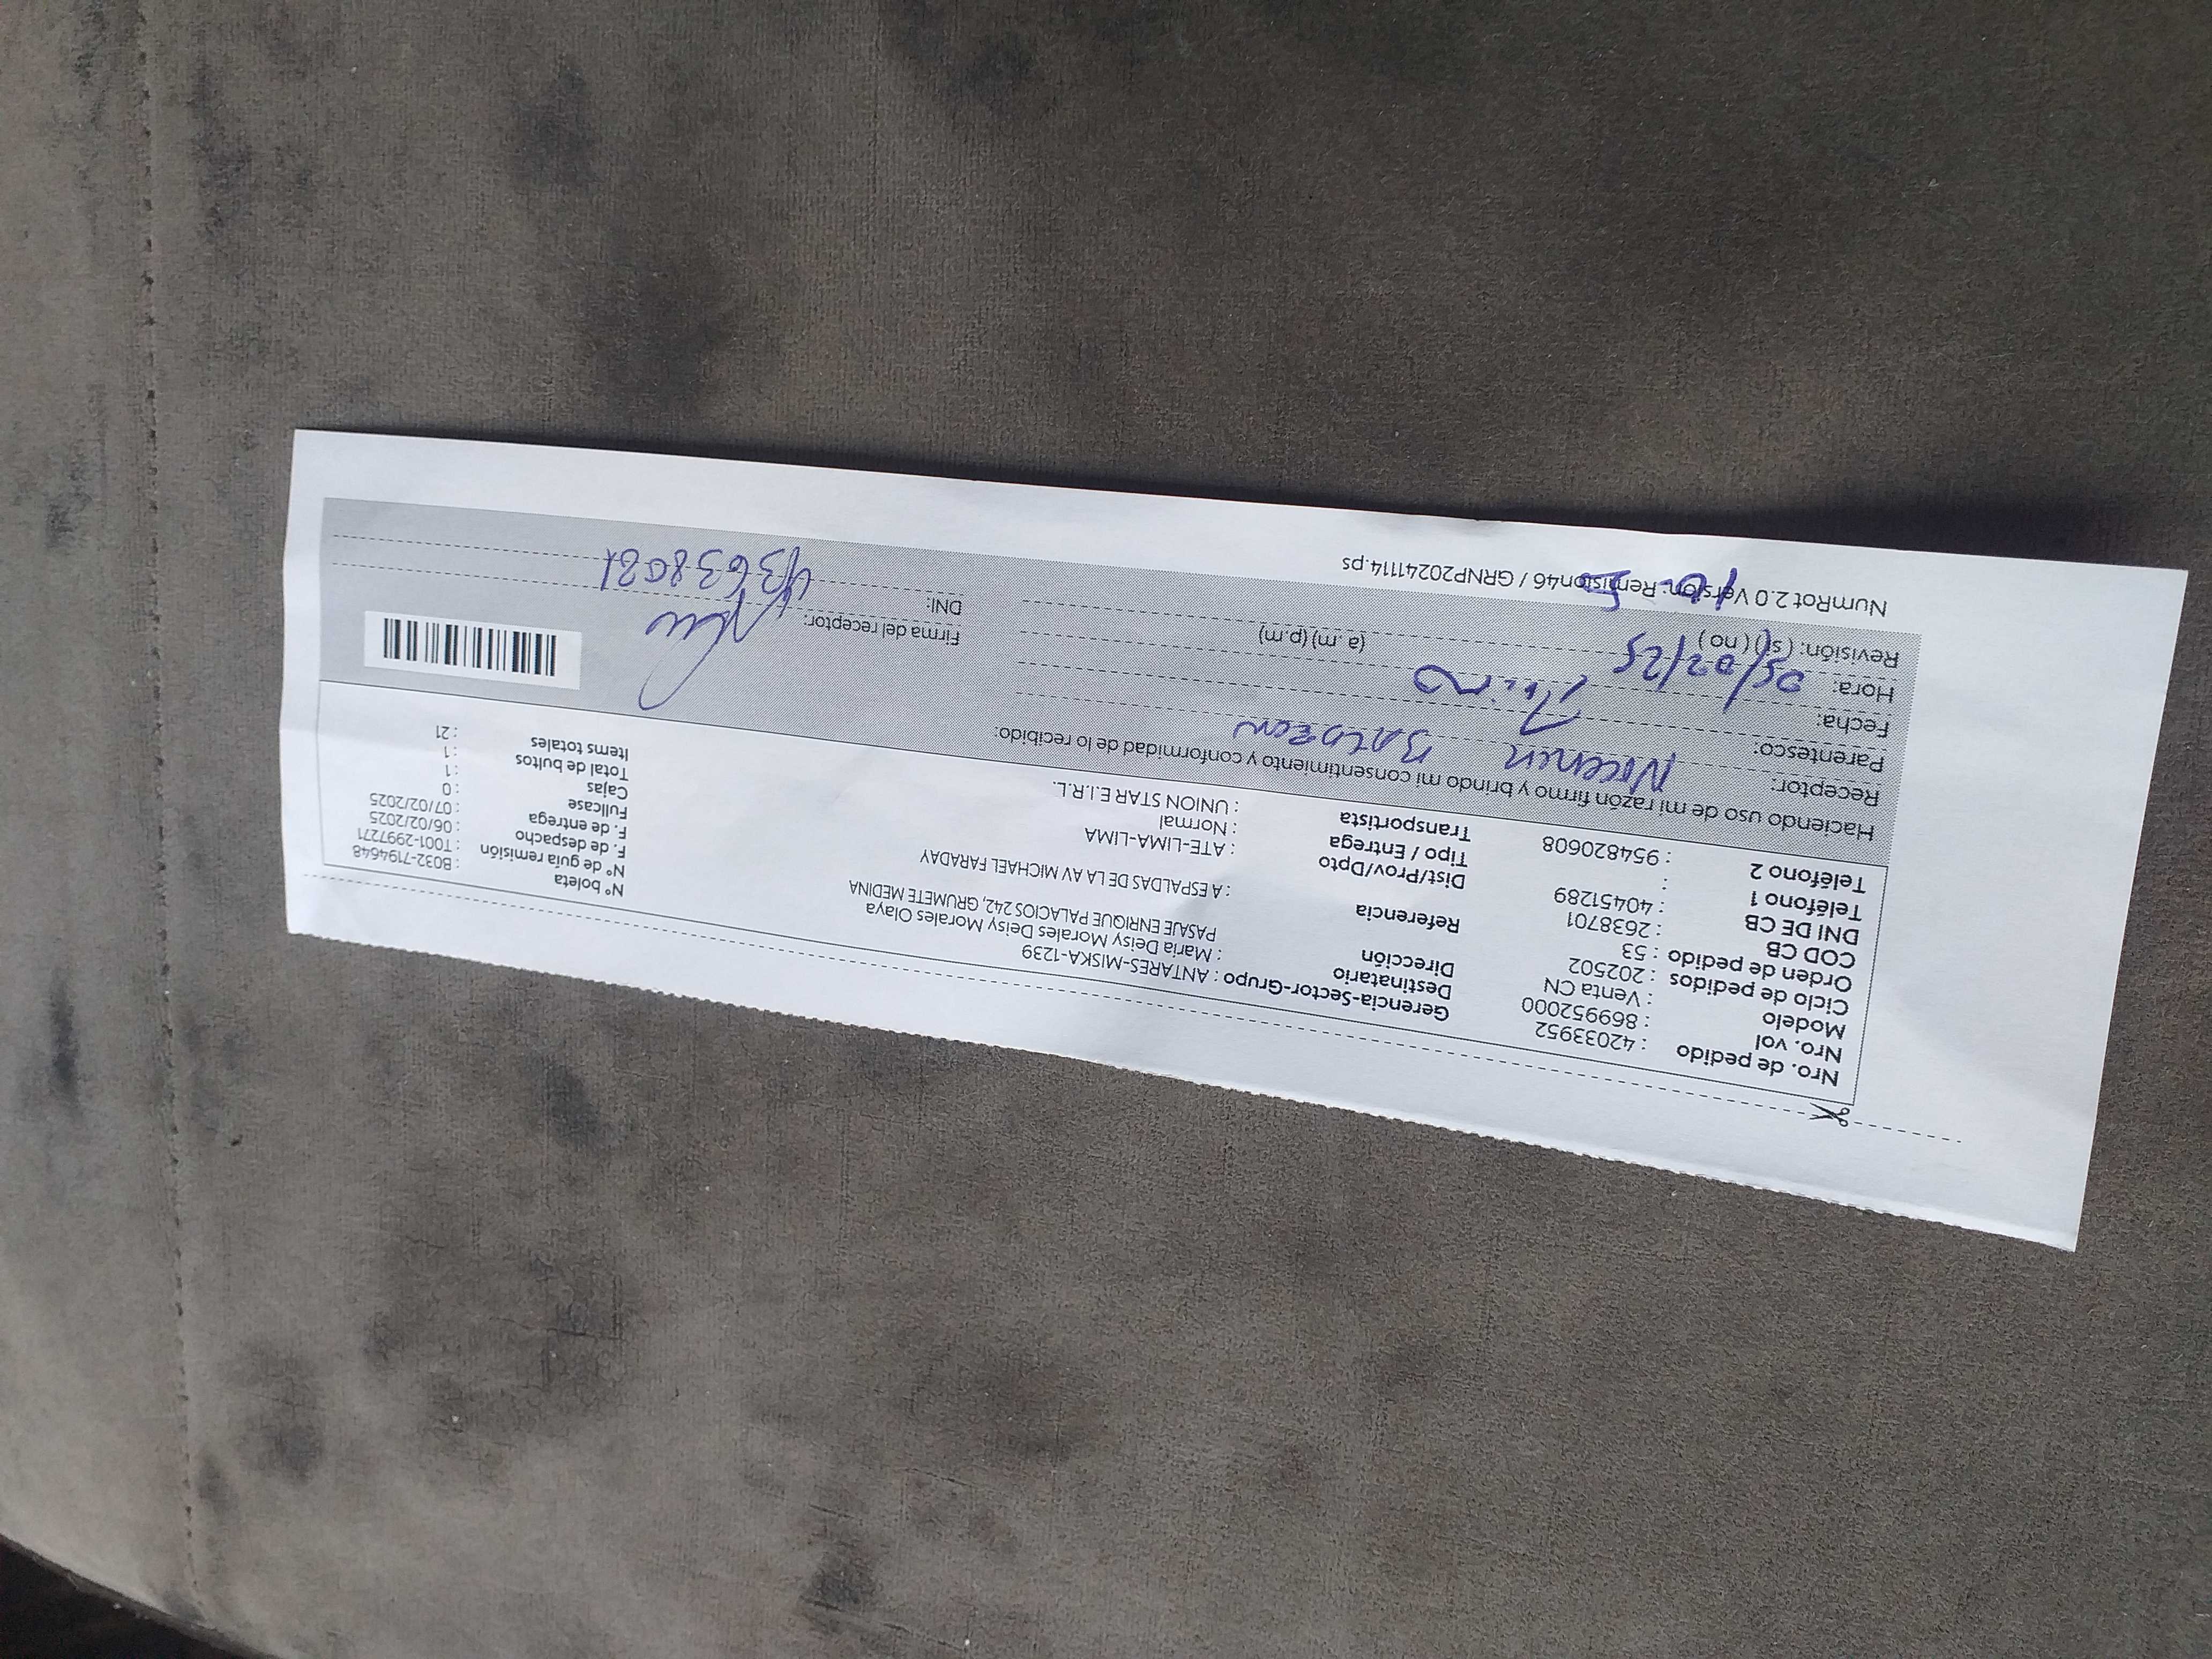 Nro. de pedido : 42033952
Nro. vol : 869952000
Modelo : Venta CN
Ciclo de pedidos : 202502
Orden de pedido : 53
COD CB : 2638701
DNI DE CB : 40451289
Teléfono 1 :
Teléfono 2 : 954820608
Gerencia-Sector-Grupo : ANTARES-MISKA-1239
Destinatario : Maria Deisy Morales Deisy Morales Olaya
Dirección PASAJE ENRIQUE PALACIOS 242, GRUMETE MEDINA
Referencia : A ESPALDAS DE LA AV MICHAEL FARADAY
Dist/Prov/Dpto : ATE-LIMA-LIMA
Tipo / Entrega : Normal
Transportista : UNION STAR E.I.R.L.
N° boleta : B032-7194648
N° de guía remisión : T001-2997271
F. de despacho : 06/02/2025
F. de entrega : 07/02/2025
Fullcase : 0
Cajas : 1
Total de bultos : 1
Items totales : 21
Haciendo uso de mi razón firmo y brindo mi consentimiento y conformidad de lo recibido:
Receptor:
Parentesco:
Fecha: 05/02/25
Hora: (a.m) (p.m)
Revisión: ( si ) ( no )
Firma del receptor:
DNI: 43638021
NumRot 2.0 Versión: Remision46 / GRNP20241114.ps